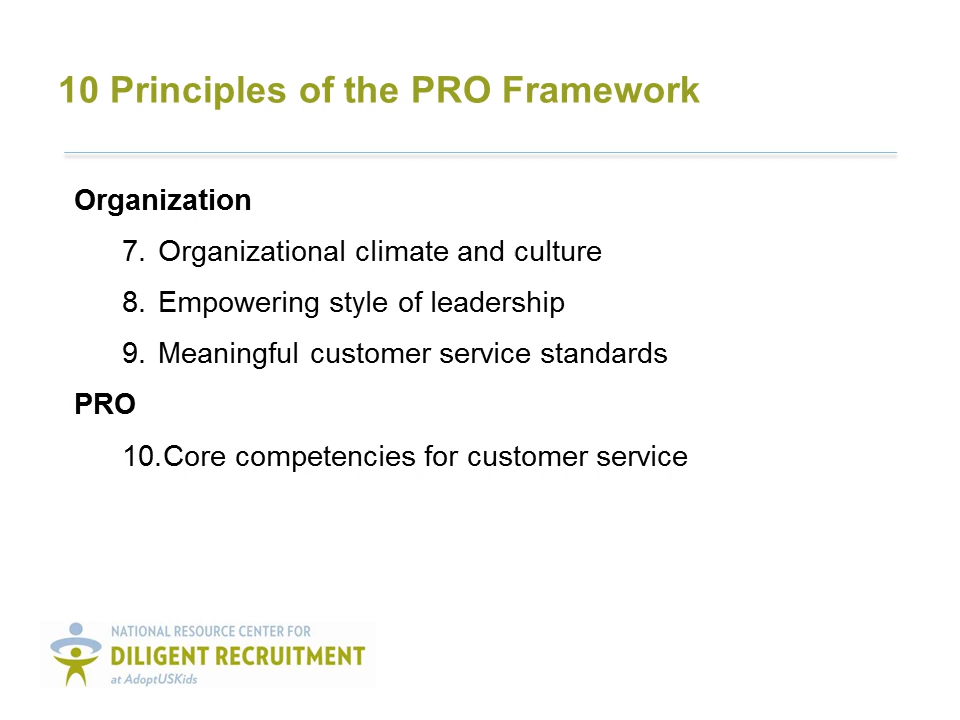 10 Principles of the PRO Framework
Organization
7. Organizational climate and culture
8. Empowering style of leadership
9. Meaningful customer service standards
PRO
10.Core competencies for customer service
NATIONAL RESOURCE CENTER FOR
DILIGENT RECRUITMENT
at AdoptUSKids